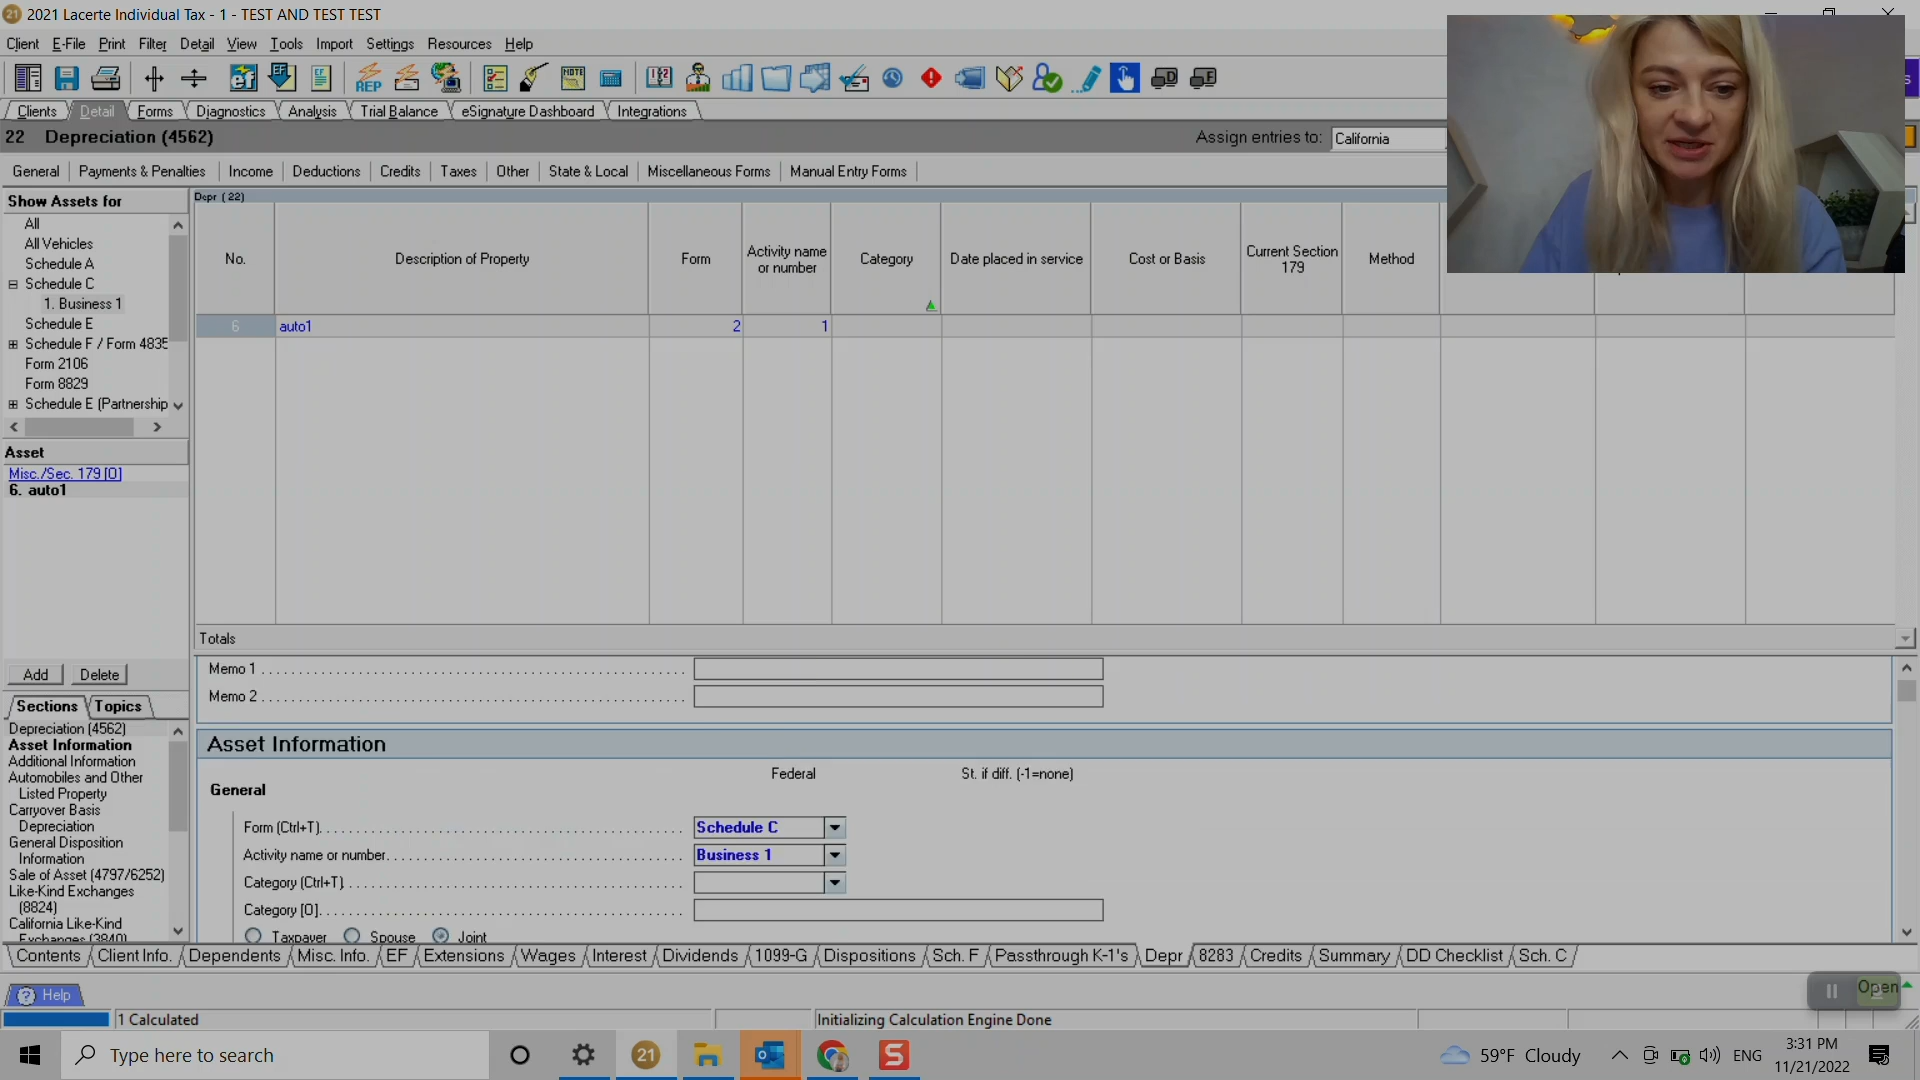 2021 Lacerte Individual Tax - 1 - TEST AND TEST TEST
Client E-File Print Filter Detail View Tools Import Settings Resources Help
Clients Detail Forms Diagnostics Analysis Trial Balance eSignature Dashboard Integrations
22 Depreciation (4562) Assign entries to: California
General Payments & Penalties Income Deductions Credits Taxes Other State & Local Miscellaneous Forms Manual Entry Forms
Show Assets for
All
All Vehicles
Schedule A
Schedule C
1. Business 1
Schedule E
Schedule F / Form 4835
Form 2106
Form 8829
Schedule E (Partnership
Asset
Misc./Sec. 179 [O]
6. auto1
Add Delete
Sections Topics
Depreciation (4562)
Asset Information
Additional Information
Automobiles and Other
Listed Property
Carryover Basis
Depreciation
General Disposition
Information
Sale of Asset (4797/6252)
Like-Kind Exchanges
(8824)
California Like-Kind
Exchanges (3840)
Depr (22)
No. Description of Property Form Activity name or number Category Date placed in service Cost or Basis Current Section 179 Method
6 auto1 2 1
Totals
Memo 1
Memo 2
Asset Information
Federal St. if diff. (-1=none)
General
Form (Ctrl+T) Schedule C
Activity name or number Business 1
Category (Ctrl+T)
Category [O]
Taxpayer Spouse Joint
Contents Client Info. Dependents Misc. Info. EF Extensions Wages Interest Dividends 1099-G Dispositions Sch. F Passthrough K-1's Depr 8283 Credits Summary DD Checklist Sch. C
Help
Open
1 Calculated Initializing Calculation Engine Done
Type here to search
21
59°F Cloudy
ENG
3:31 PM
11/21/2022